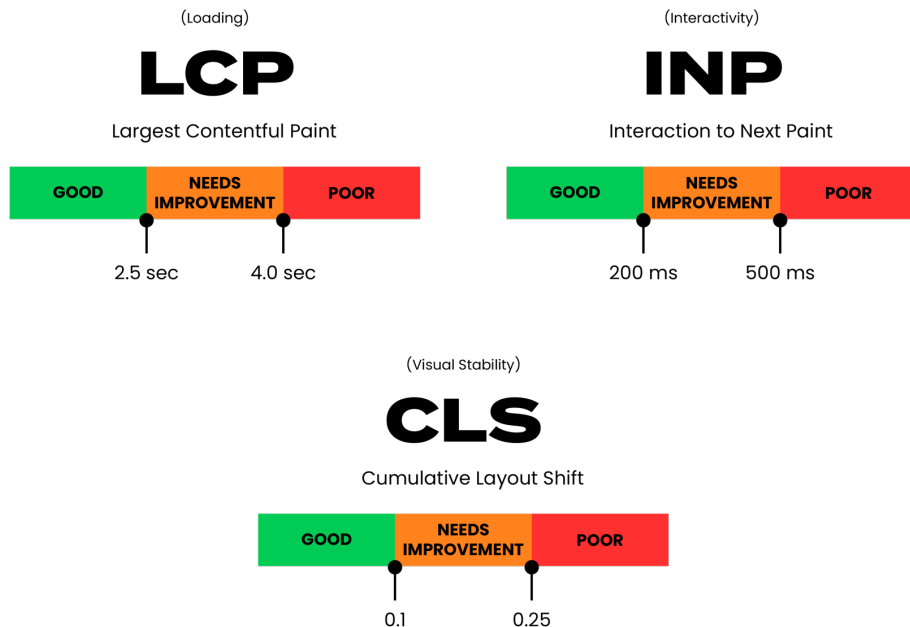 (Loading)
LCP
Largest Contentful Paint
GOOD
NEEDS
IMPROVEMENT
POOR
2.5 sec
4.0 sec
(Interactivity)
INP
Interaction to Next Paint
GOOD
NEEDS
IMPROVEMENT
POOR
200 ms
500 ms
(Visual Stability)
CLS
Cumulative Layout Shift
GOOD
NEEDS
IMPROVEMENT
POOR
0.1
0.25